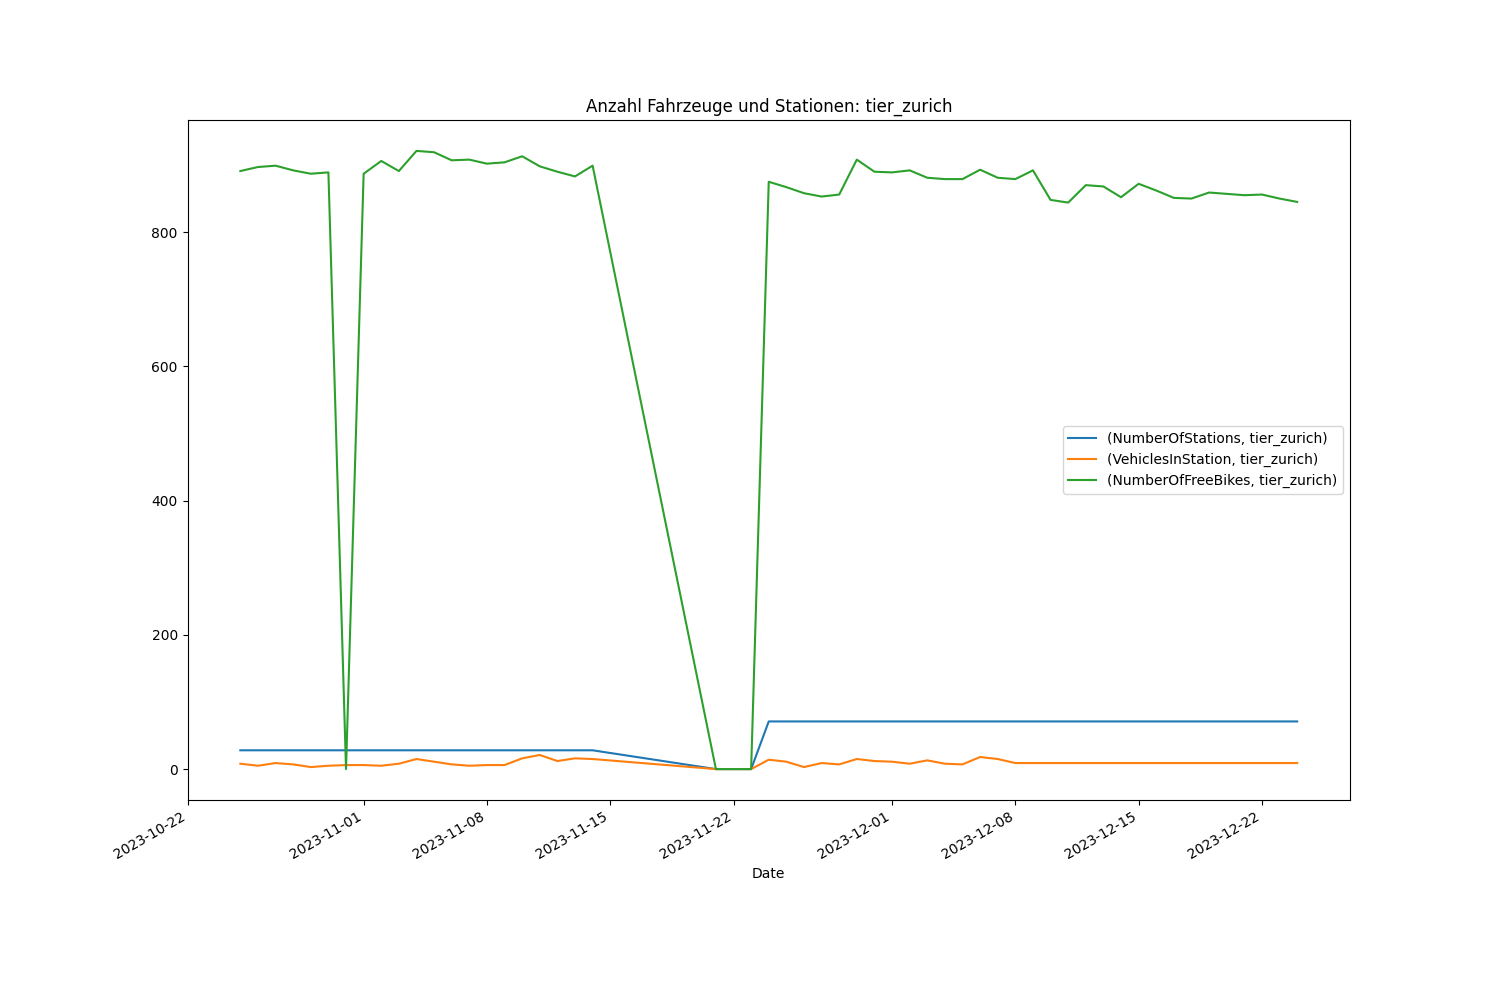 Anzahl Fahrzeuge und Stationen: tier_zurich
800
600
400
200
0
(NumberOfStations, tier_zurich)
(VehiclesInStation, tier_zurich)
(NumberOfFreeBikes, tier_zurich)
2023-10-22
2023-11-01
2023-11-08
2023-11-15
2023-11-22
2023-12-01
2023-12-08
2023-12-15
2023-12-22
Date